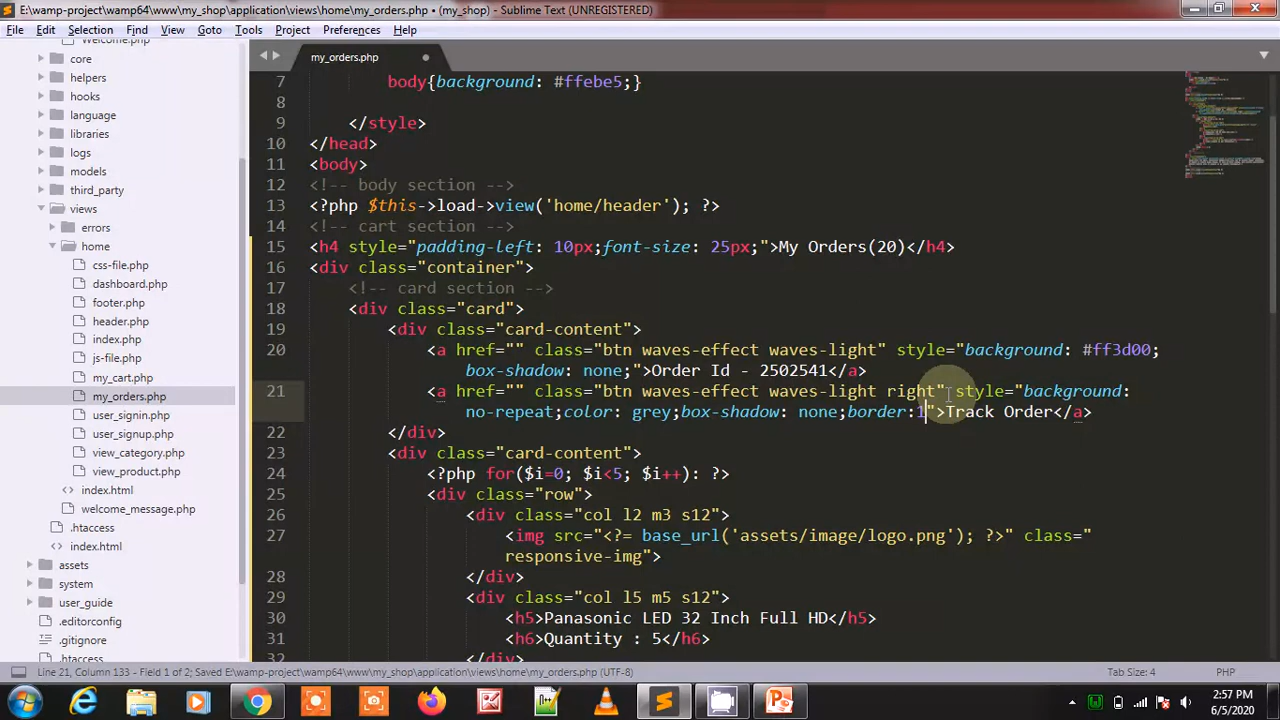 E:\wamp-project\wamp64\www\my_shop\application\views\home\my_orders.php • (my_shop) - Sublime Text (UNREGISTERED)
File Edit Selection Find View Goto Tools Project Preferences Help
Welcome.php
core
helpers
hooks
language
libraries
logs
models
third_party
views
errors
home
css-file.php
dashboard.php
footer.php
header.php
index.php
js-file.php
my_cart.php
my_orders.php
user_signin.php
user_signup.php
view_category.php
view_product.php
index.html
welcome_message.php
.htaccess
index.html
assets
system
user_guide
.editorconfig
.gitignore
.htaccess
my_orders.php
7 body{background: #ffebe5;}
8
9 </style>
10 </head>
11 <body>
12 <!-- body section -->
13 <?php $this->load->view('home/header'); ?>
14 <!-- cart section -->
15 <h4 style="padding-left: 10px;font-size: 25px;">My Orders(20)</h4>
16 <div class="container">
17 <!-- card section -->
18 <div class="card">
19 <div class="card-content">
20 <a href="" class="btn waves-effect waves-light" style="background: #ff3d00;
box-shadow: none;">Order Id - 2502541</a>
21 <a href="" class="btn waves-effect waves-light right" style="background:
no-repeat;color: grey;box-shadow: none;border:1">Track Order</a>
22 </div>
23 <div class="card-content">
24 <?php for($i=0; $i<5; $i++): ?>
25 <div class="row">
26 <div class="col l2 m3 s12">
27 <img src="<?= base_url('assets/image/logo.png'); ?>" class="
responsive-img">
28 </div>
29 <div class="col l5 m5 s12">
30 <h5>Panasonic LED 32 Inch Full HD</h5>
31 <h6>Quantity : 5</h6>
32 </div>
Line 21, Column 133 - Field 1 of 2; Saved E:\wamp-project\wamp64\www\my_shop\application\views\home\my_orders.php (UTF-8)
Tab Size: 4
PHP
2:57 PM
6/5/2020